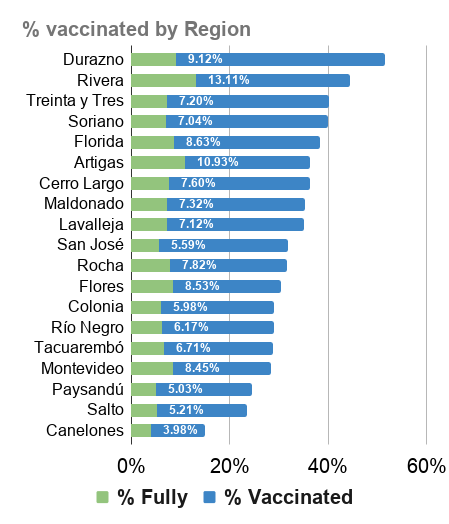 % vaccinated by Region
Durazno 9.12%
Rivera 13.11%
Treinta y Tres 7.20%
Soriano 7.04%
Florida 8.63%
Artigas 10.93%
Cerro Largo 7.60%
Maldonado 7.32%
Lavalleja 7.12%
San José 5.59%
Rocha 7.82%
Flores 8.53%
Colonia 5.98%
Río Negro 6.17%
Tacuarembó 6.71%
Montevideo 8.45%
Paysandú 5.03%
Salto 5.21%
Canelones 3.98%
0% 20% 40% 60%
% Fully % Vaccinated